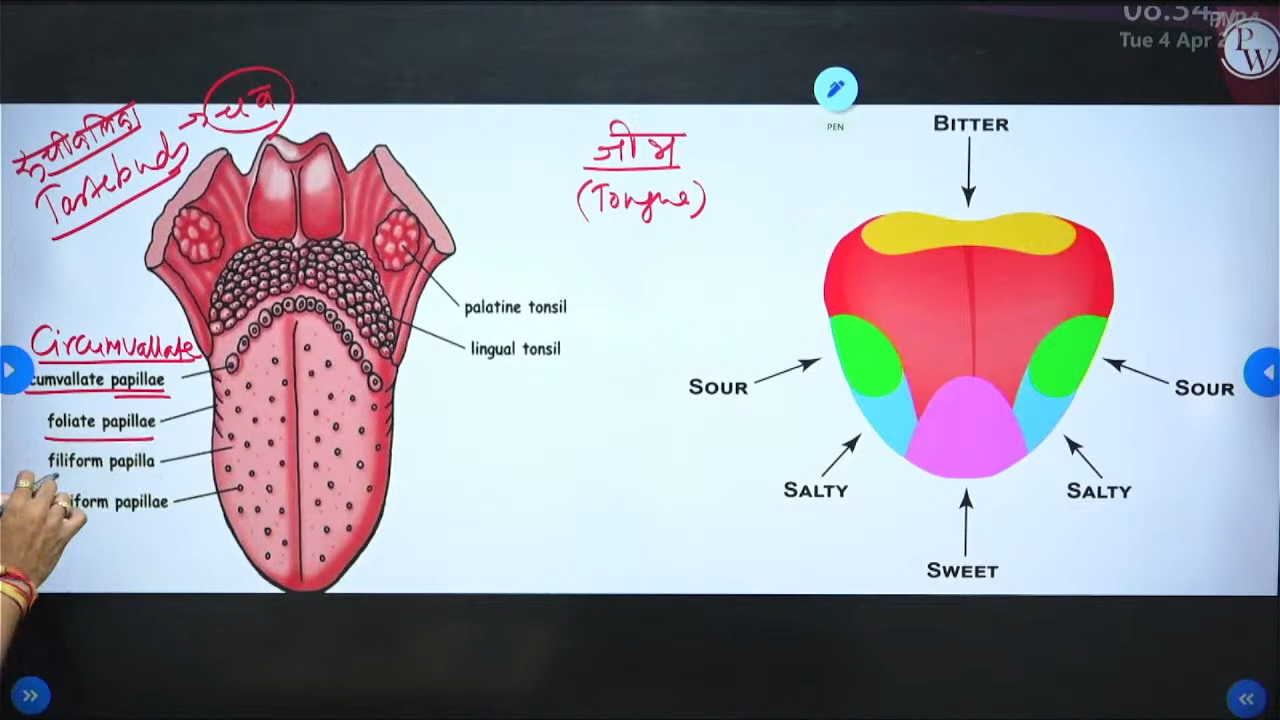 Tue 4 Apr
PW
PEN
Tastebuds
जीभ
(Tongue)
palatine tonsil
lingual tonsil
Circumvallate
cumvallate papillae
foliate papillae
filiform papilla
iform papillae
BITTER
SOUR
SOUR
SALTY
SALTY
SWEET